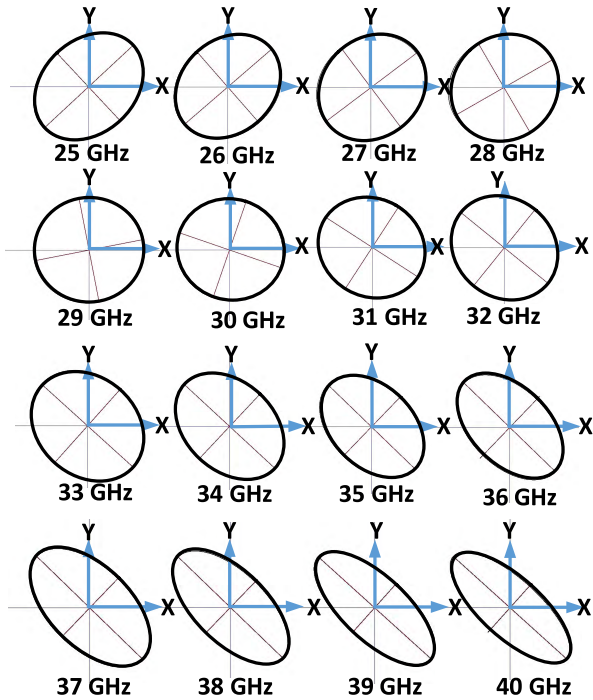 Y Y Y Y
X X X X
25 GHz 26 GHz 27 GHz 28 GHz
Y Y Y Y
X X X X
29 GHz 30 GHz 31 GHz 32 GHz
Y Y Y Y
X X X X
33 GHz 34 GHz 35 GHz 36 GHz
Y Y Y Y
X X X X
37 GHz 38 GHz 39 GHz 40 GHz